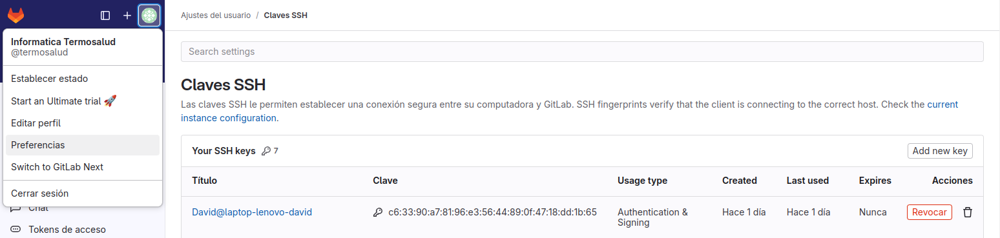 Informatica Termosalud
@termosalud
Establecer estado
Start an Ultimate trial 🚀
Editar perfil
Preferencias
Switch to GitLab Next
Cerrar sesión
Chat
Tokens de acceso
Ajustes del usuario / Claves SSH
Search settings
Claves SSH
Las claves SSH le permiten establecer una conexión segura entre su computadora y GitLab. SSH fingerprints verify that the client is connecting to the correct host. Check the current
instance configuration.
Your SSH keys 7
Add new key
Título Clave Usage type Created Last used Expires Acciones
David@laptop-lenovo-david c6:33:90:a7:81:96:e3:56:44:89:0f:47:18:dd:1b:65 Authentication & Hace 1 día Hace 1 día Nunca Revocar
Signing